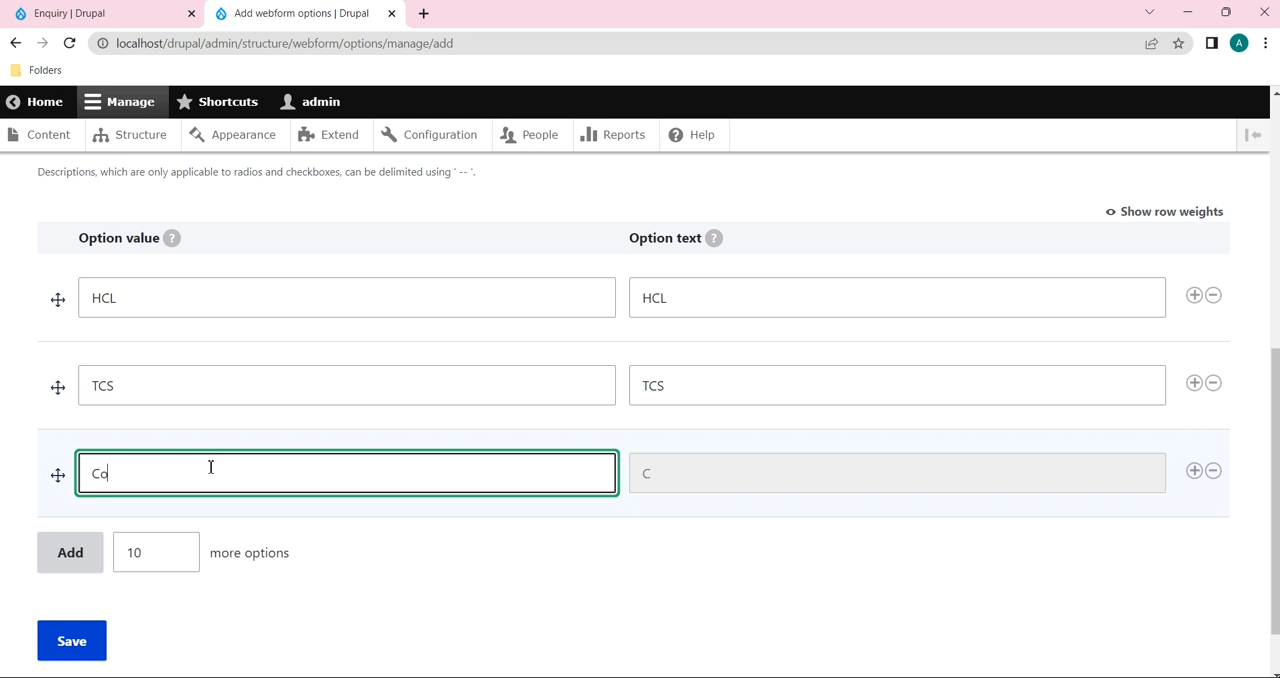 Enquiry | Drupal
Add webform options | Drupal
localhost/drupal/admin/structure/webform/options/manage/add
A
Folders
Home
Manage
Shortcuts
admin
Content
Structure
Appearance
Extend
Configuration
People
Reports
Help
Descriptions, which are only applicable to radios and checkboxes, can be delimited using ' -- '.
Show row weights
Option value ?
Option text ?
HCL
HCL
TCS
TCS
Co
C
Add
10
more options
Save